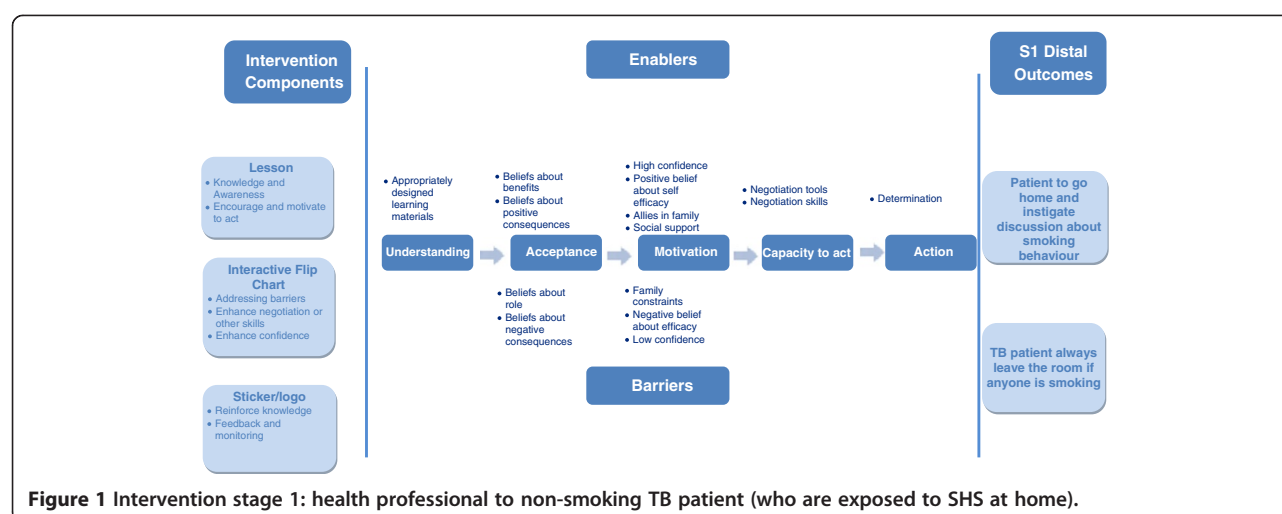 Intervention
Components
Enablers
S1 Distal
Outcomes
Lesson
• Knowledge and
Awareness
• Encourage and motivate
to act
Interactive Flip
Chart
• Addressing barriers
• Enhance negotiation or
other skills
• Enhance confidence
Sticker/logo
• Reinforce knowledge
• Feedback and
monitoring
• Appropriately
designed
learning
materials
• Beliefs about
benefits
• Beliefs about
positive
consequences
• High confidence
• Positive belief
about self
efficacy
• Allies in family
• Social support
• Negotiation tools
• Negotiation skills
• Determination
Understanding
Acceptance
Motivation
Capacity to act
Action
• Beliefs about
role
• Beliefs about
negative
consequences
• Family
constraints
• Negative belief
about efficacy
• Low confidence
Barriers
Patient to go
home and
instigate
discussion about
smoking
behaviour
TB patient always
leave the room if
anyone is smoking
Figure 1 Intervention stage 1: health professional to non-smoking TB patient (who are exposed to SHS at home).